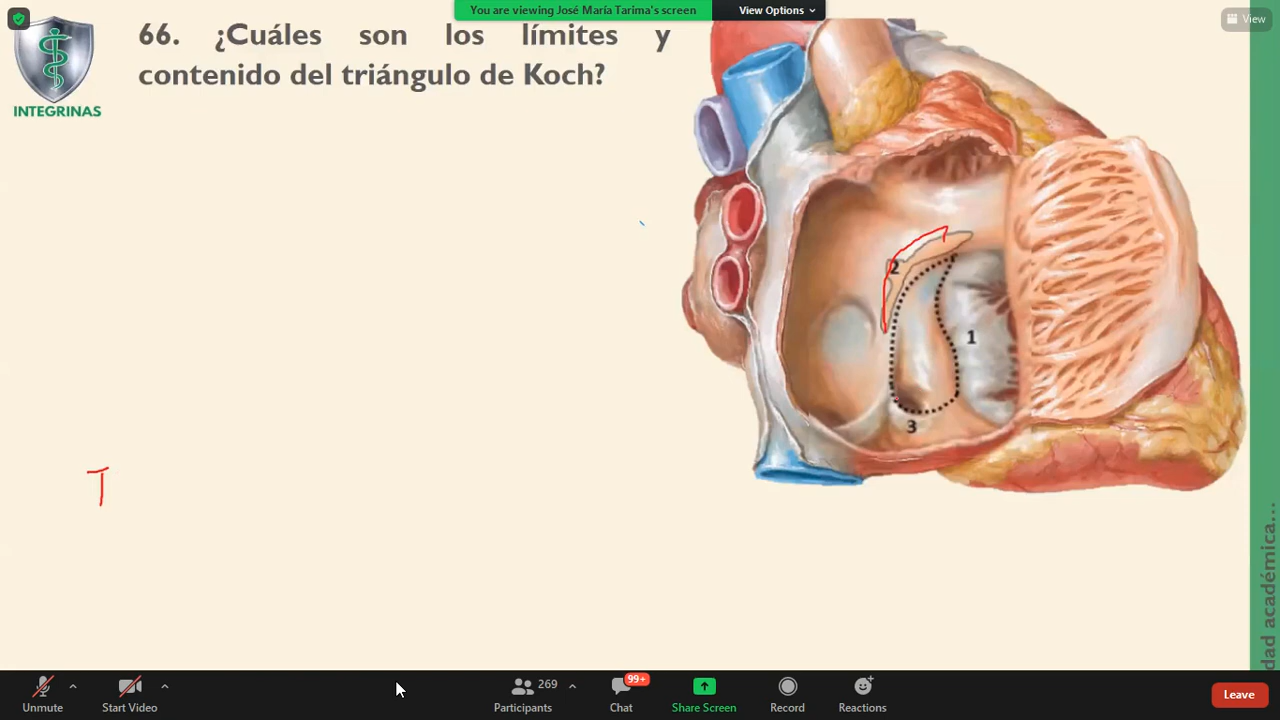 You are viewing José María Tarima's screen
View Options
View
66. ¿Cuáles son los límites y
contenido del triángulo de Koch?
INTEGRINAS
2
1
3
T
dad académica...
Unmute
Start Video
269
Participants
99+
Chat
Share Screen
Record
Reactions
Leave